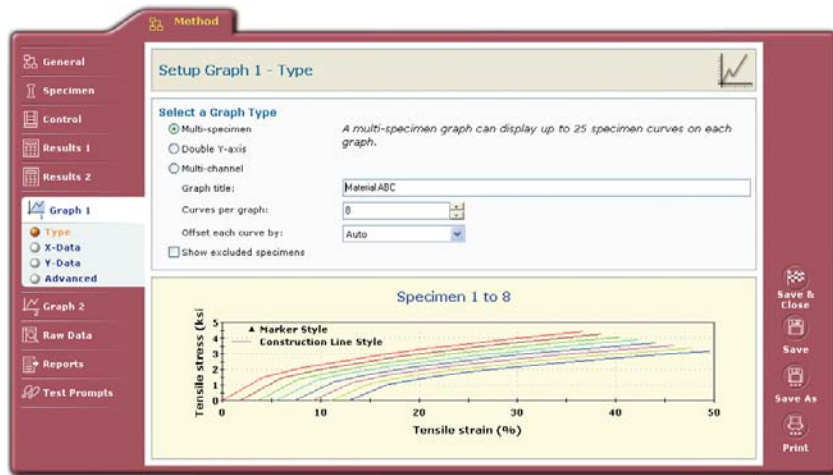 Method
General
Specimen
Control
Results 1
Results 2
Graph 1
Type
X-Data
Y-Data
Advanced
Graph 2
Raw Data
Reports
Test Prompts
Setup Graph 1 - Type
Select a Graph Type
Multi-specimen
Double Y-axis
Multi-channel
A multi-specimen graph can display up to 25 specimen curves on each
graph.
Graph title: Material ABC
Curves per graph: 8
Offset each curve by: Auto
Show excluded specimens
Specimen 1 to 8
Tensile stress (ksi
5
4
3
2
1
0
Marker Style
Construction Line Style
0 10 20 30 40 50
Tensile strain (%)
Save &
Close
Save
Save As
Print